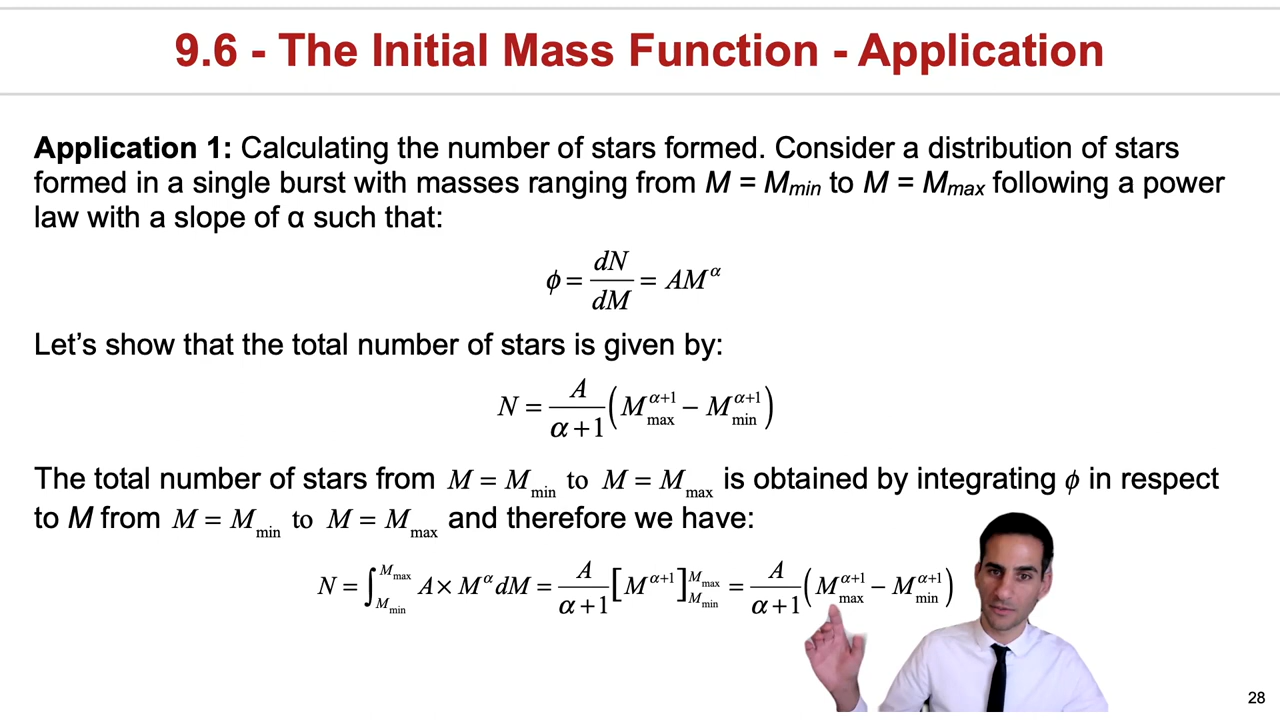 9.6 - The Initial Mass Function - Application
Application 1: Calculating the number of stars formed. Consider a distribution of stars
formed in a single burst with masses ranging from M = Mmin to M = Mmax following a power
law with a slope of α such that:
ϕ = dN/dM = AM^α
Let's show that the total number of stars is given by:
N = A/(α+1) (M_max^(α+1) − M_min^(α+1))
The total number of stars from M = M_min to M = M_max is obtained by integrating ϕ in respect
to M from M = M_min to M = M_max and therefore we have:
N = ∫_(M_min)^(M_max) A × M^α dM = A/(α+1) [M^(α+1)]_(M_min)^(M_max) = A/(α+1) (M_max^(α+1) − M_min^(α+1))
28